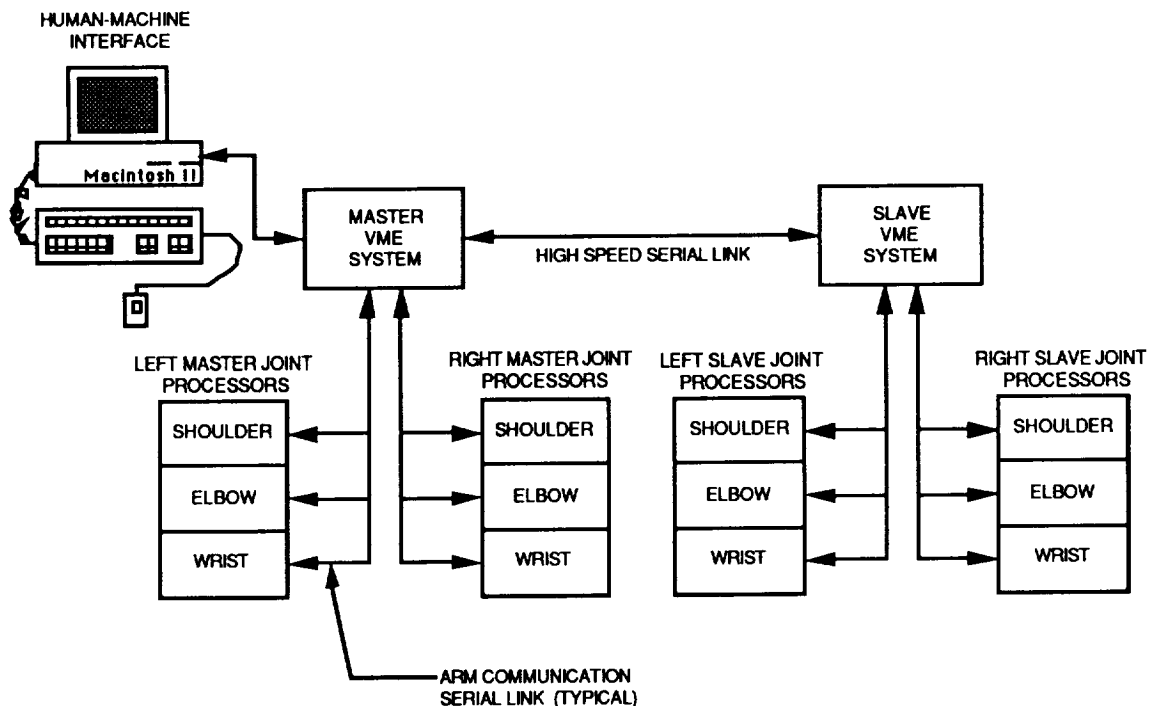 HUMAN-MACHINE
INTERFACE
Macintosh II
MASTER
VME
SYSTEM
HIGH SPEED SERIAL LINK
SLAVE
VME
SYSTEM
LEFT MASTER JOINT
PROCESSORS
SHOULDER
ELBOW
WRIST
RIGHT MASTER JOINT
PROCESSORS
SHOULDER
ELBOW
WRIST
LEFT SLAVE JOINT
PROCESSORS
SHOULDER
ELBOW
WRIST
RIGHT SLAVE JOINT
PROCESSORS
SHOULDER
ELBOW
WRIST
ARM COMMUNICATION
SERIAL LINK (TYPICAL)